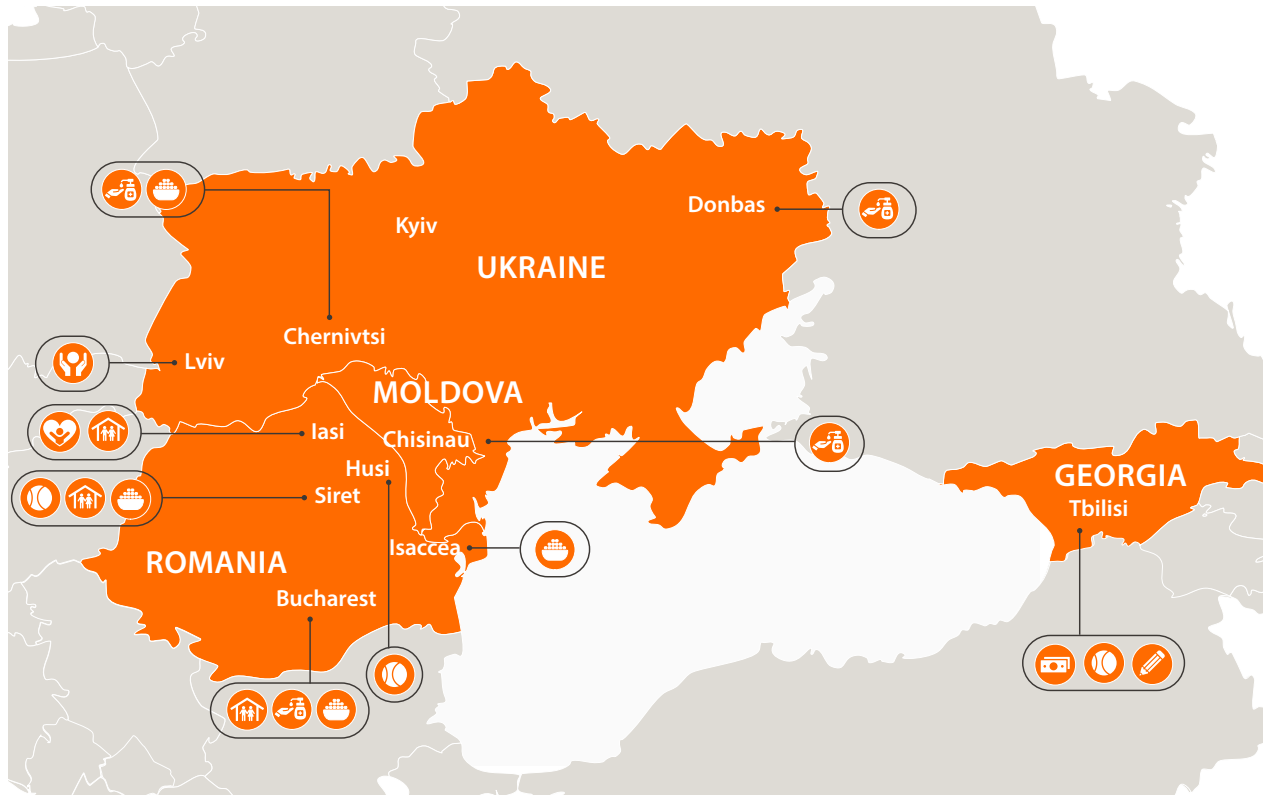 Donbas
Kyiv
UKRAINE
Chernivtsi
Lviv
MOLDOVA
Iasi
Chisinau
Husi
GEORGIA
Siret
Tbilisi
Isaccea
ROMANIA
Bucharest